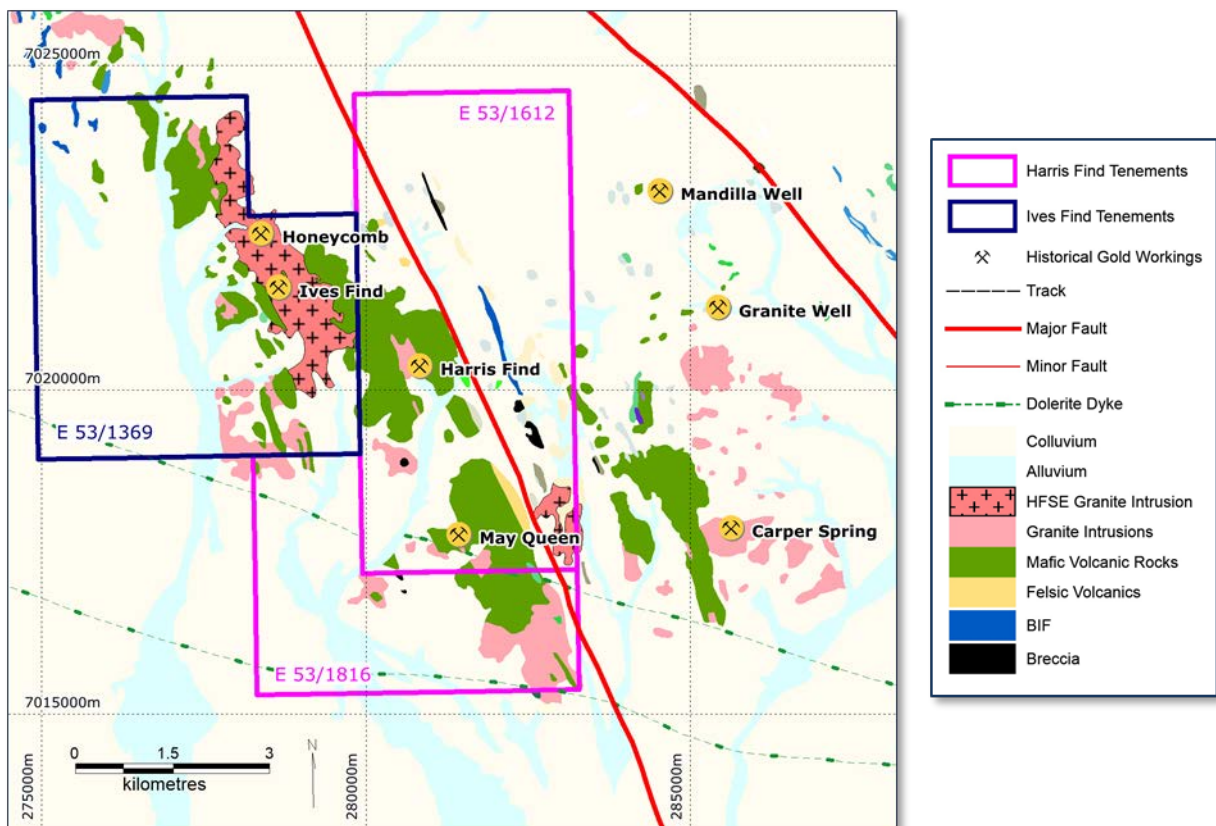 7025000m
E 53/1612
Mandilla Well
Honeycomb
Ives Find
Granite Well
Harris Find
7020000m
E 53/1369
May Queen
Carper Spring
E 53/1816
7015000m
0 1.5 3
kilometres
N
275000m
280000m
285000m
Harris Find Tenements
Ives Find Tenements
Historical Gold Workings
Track
Major Fault
Minor Fault
Dolerite Dyke
Colluvium
Alluvium
HFSE Granite Intrusion
Granite Intrusions
Mafic Volcanic Rocks
Felsic Volcanics
BIF
Breccia